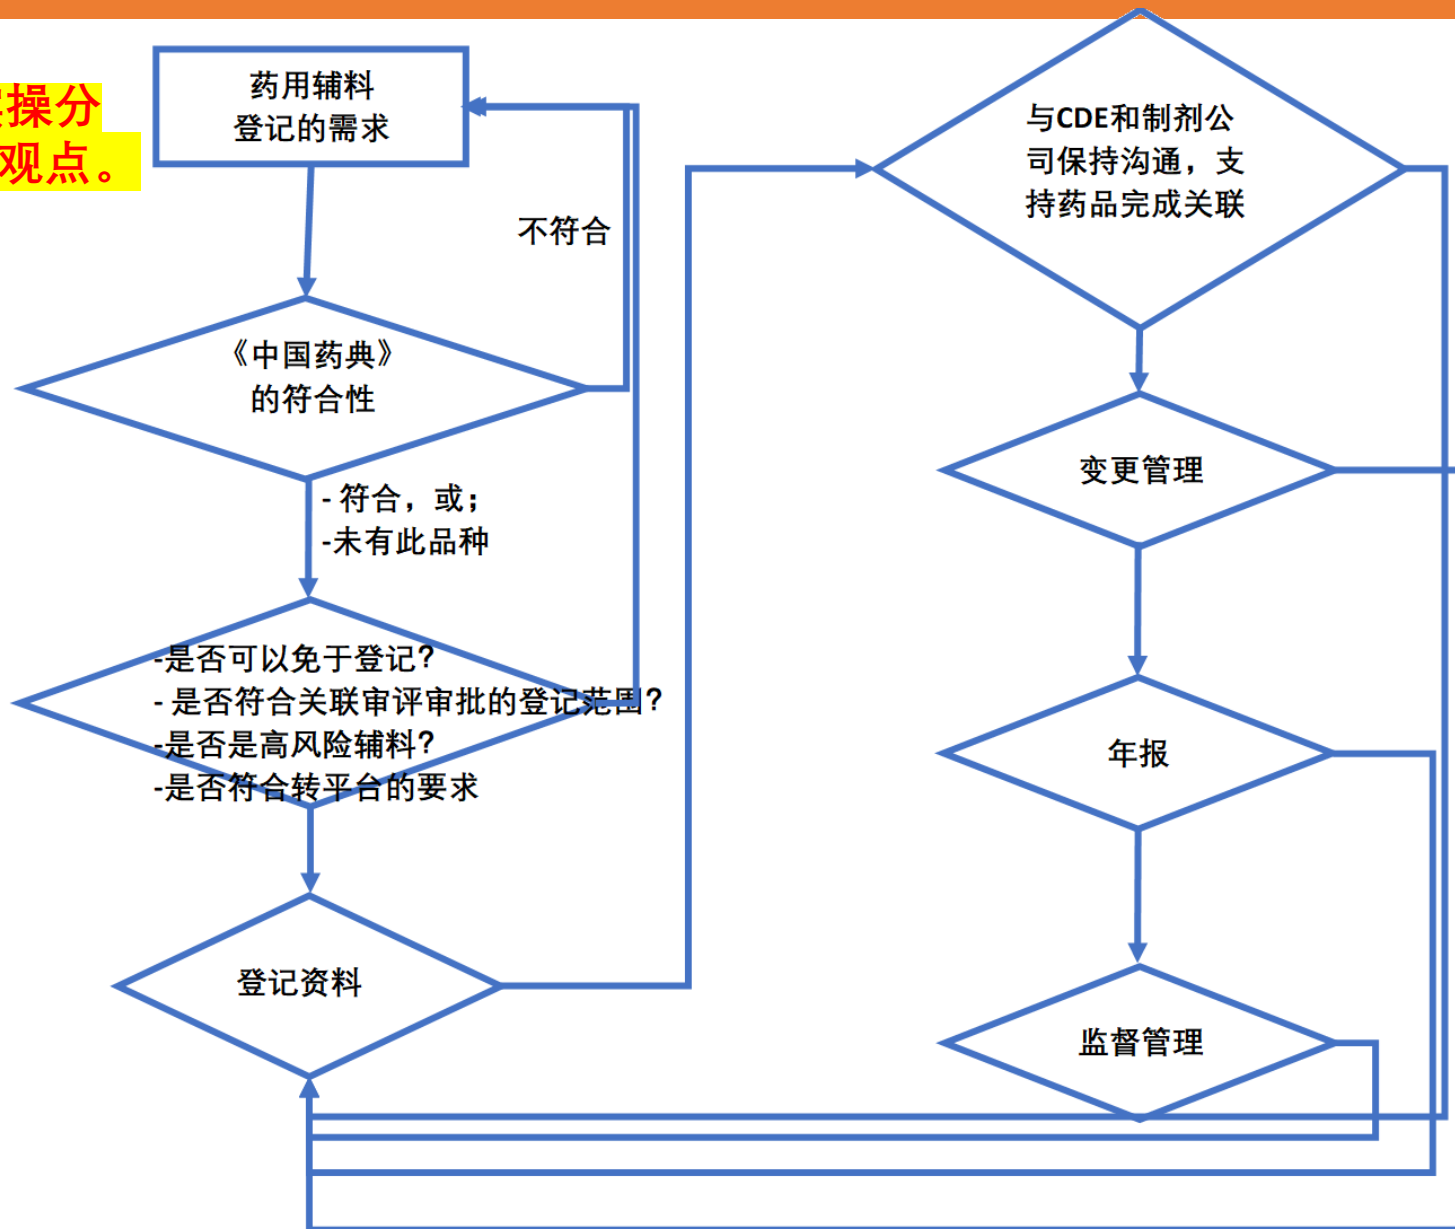 操分
观点。
药用辅料
登记的需求
不符合
《中国药典》
的符合性
- 符合，或；
-未有此品种
-是否可以免于登记？
- 是否符合关联审评审批的登记范围？
-是否是高风险辅料？
-是否符合转平台的要求
登记资料
与CDE和制剂公
司保持沟通，支
持药品完成关联
变更管理
年报
监督管理